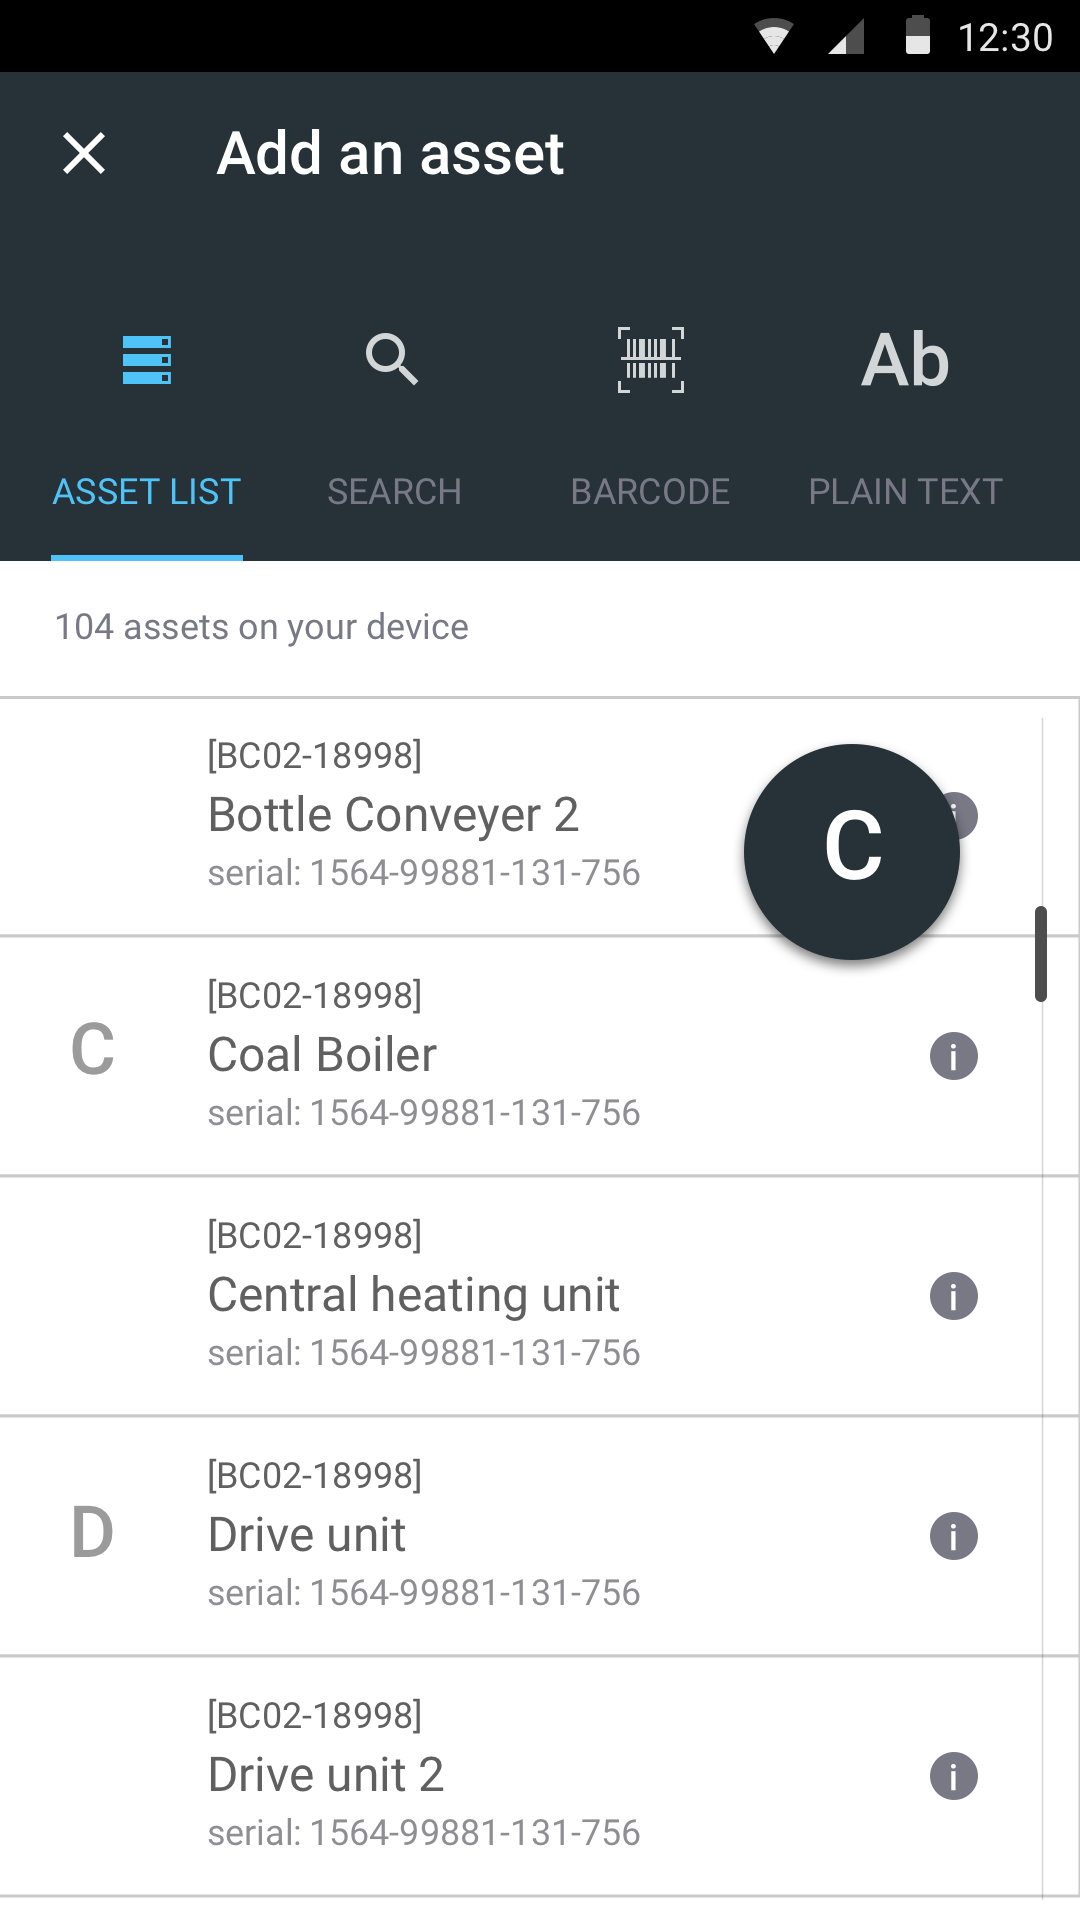 12:30
Add an asset
Ab
ASSET LIST SEARCH BARCODE PLAIN TEXT
104 assets on your device
[BC02-18998]
Bottle Conveyer 2
serial: 1564-99881-131-756
C
[BC02-18998]
C Coal Boiler
serial: 1564-99881-131-756
[BC02-18998]
Central heating unit
serial: 1564-99881-131-756
[BC02-18998]
D Drive unit
serial: 1564-99881-131-756
[BC02-18998]
Drive unit 2
serial: 1564-99881-131-756